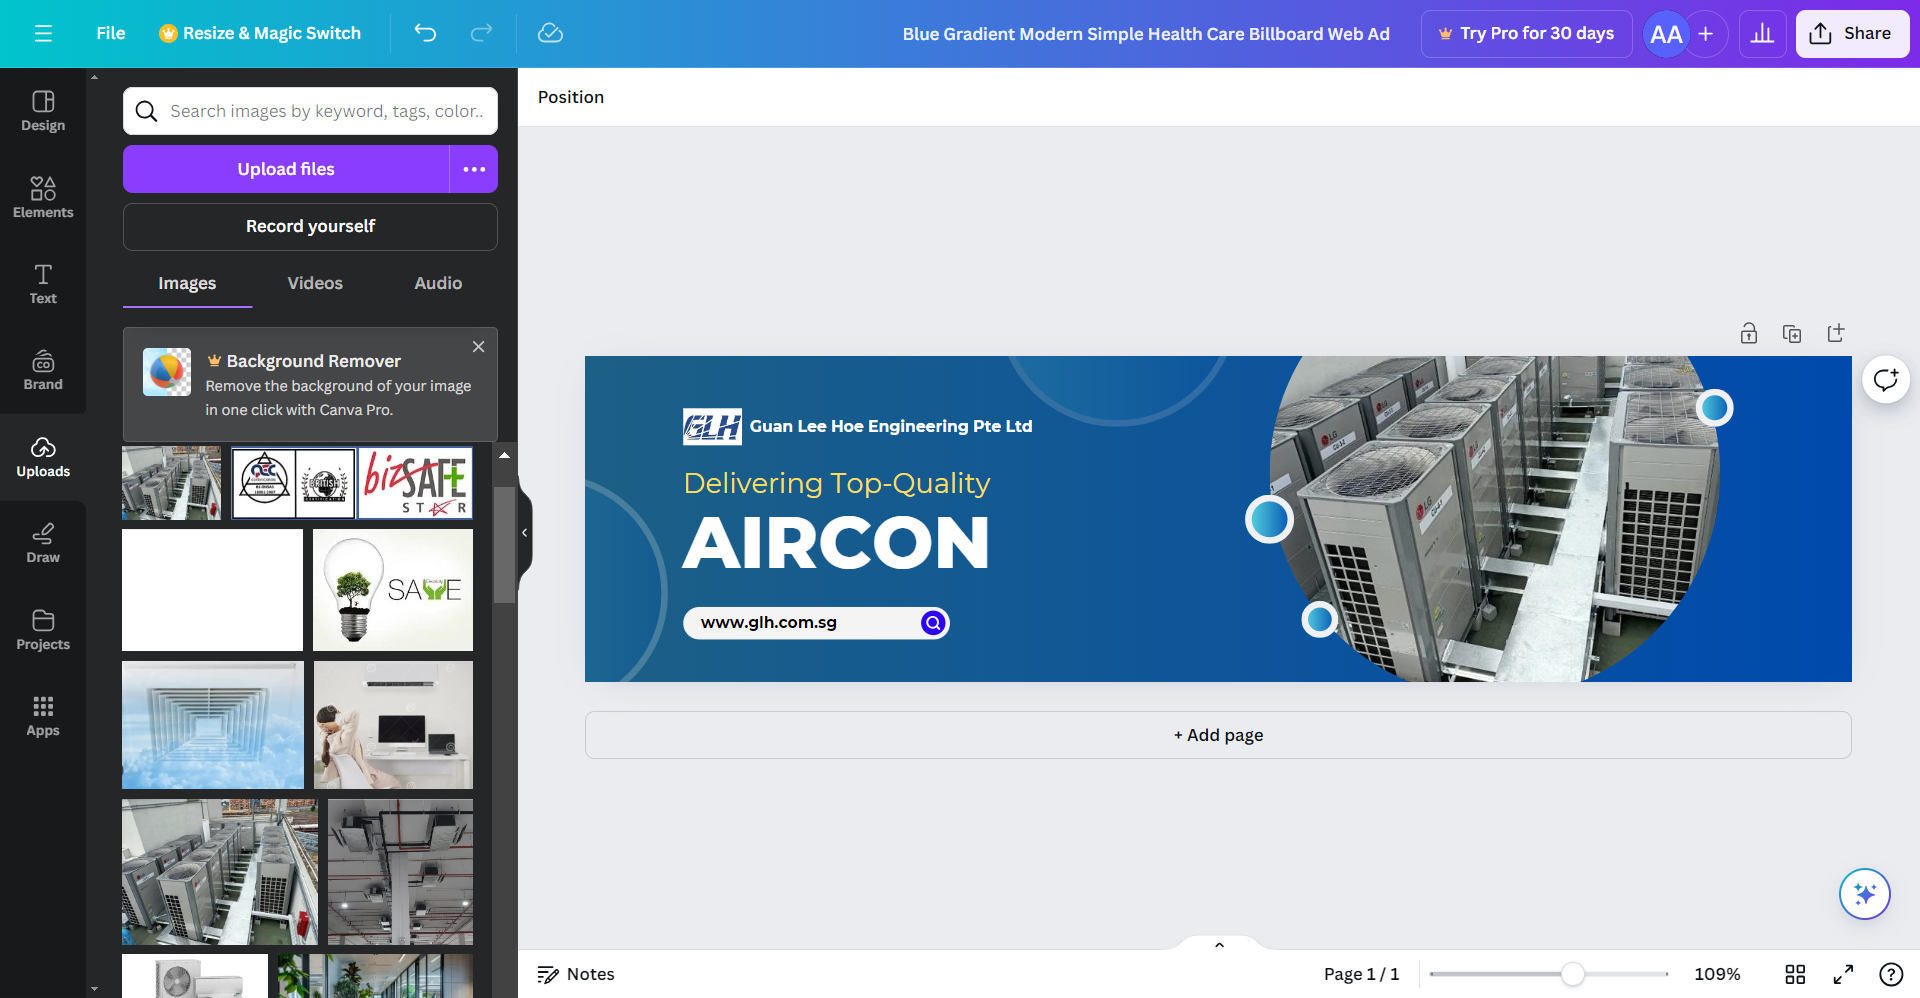 File
Resize & Magic Switch
Blue Gradient Modern Simple Health Care Billboard Web Ad
Try Pro for 30 days
AA
Share
Design
Elements
Text
Brand
Uploads
Draw
Projects
Apps
Search images by keyword, tags, color..
Upload files
Record yourself
Images
Videos
Audio
Background Remover
Remove the background of your image
in one click with Canva Pro.
bizSAFE
STAR
SAVE
Position
GLH
Guan Lee Hoe Engineering Pte Ltd
Delivering Top-Quality
AIRCON
www.glh.com.sg
LG
LG
LG
+ Add page
Notes
Page 1 / 1
109%